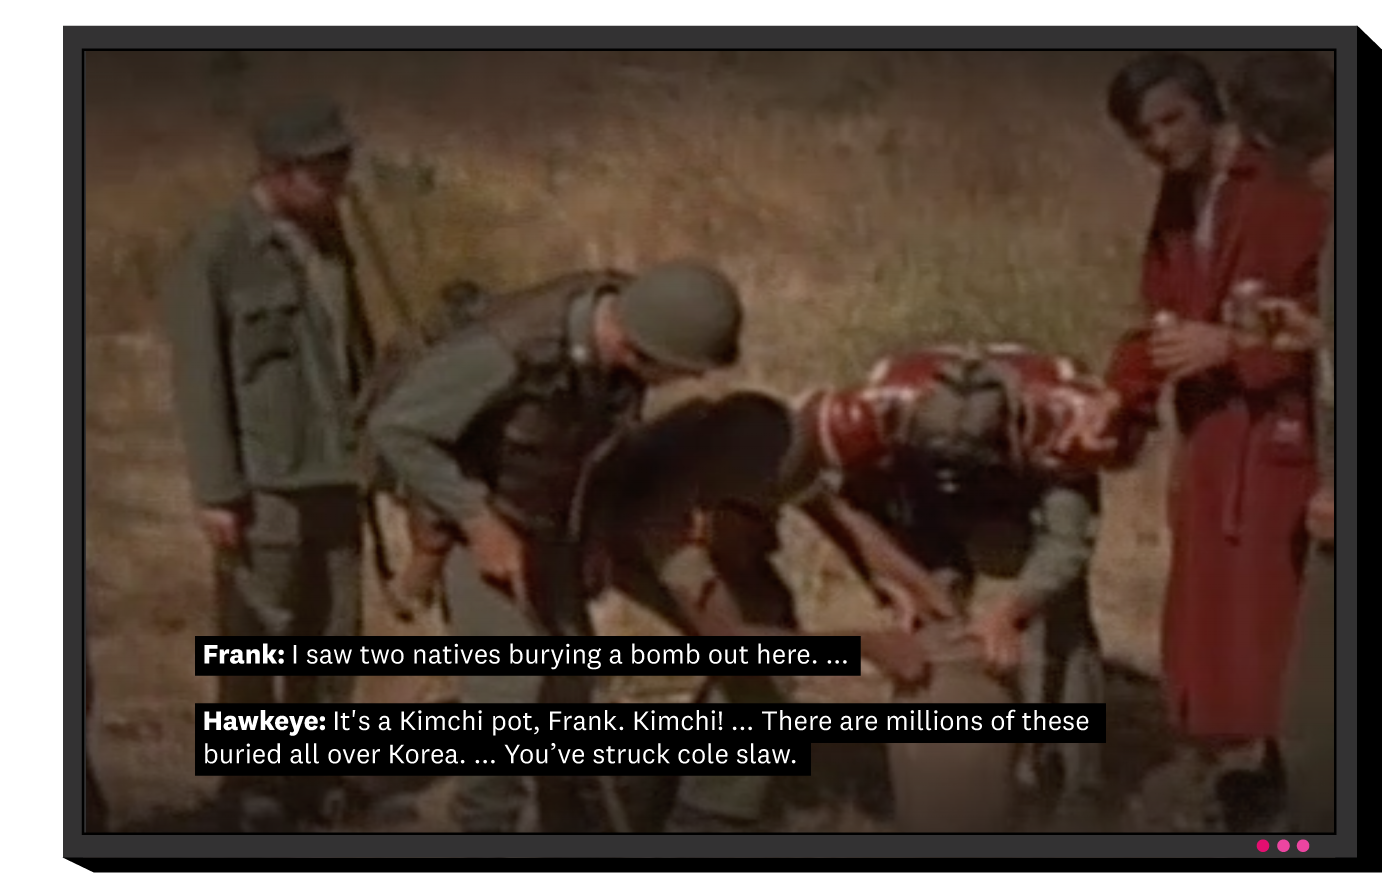 Frank: I saw two natives burying a bomb out here. ...
Hawkeye: It's a Kimchi pot, Frank. Kimchi! ... There are millions of these
buried all over Korea. ... You’ve struck cole slaw.